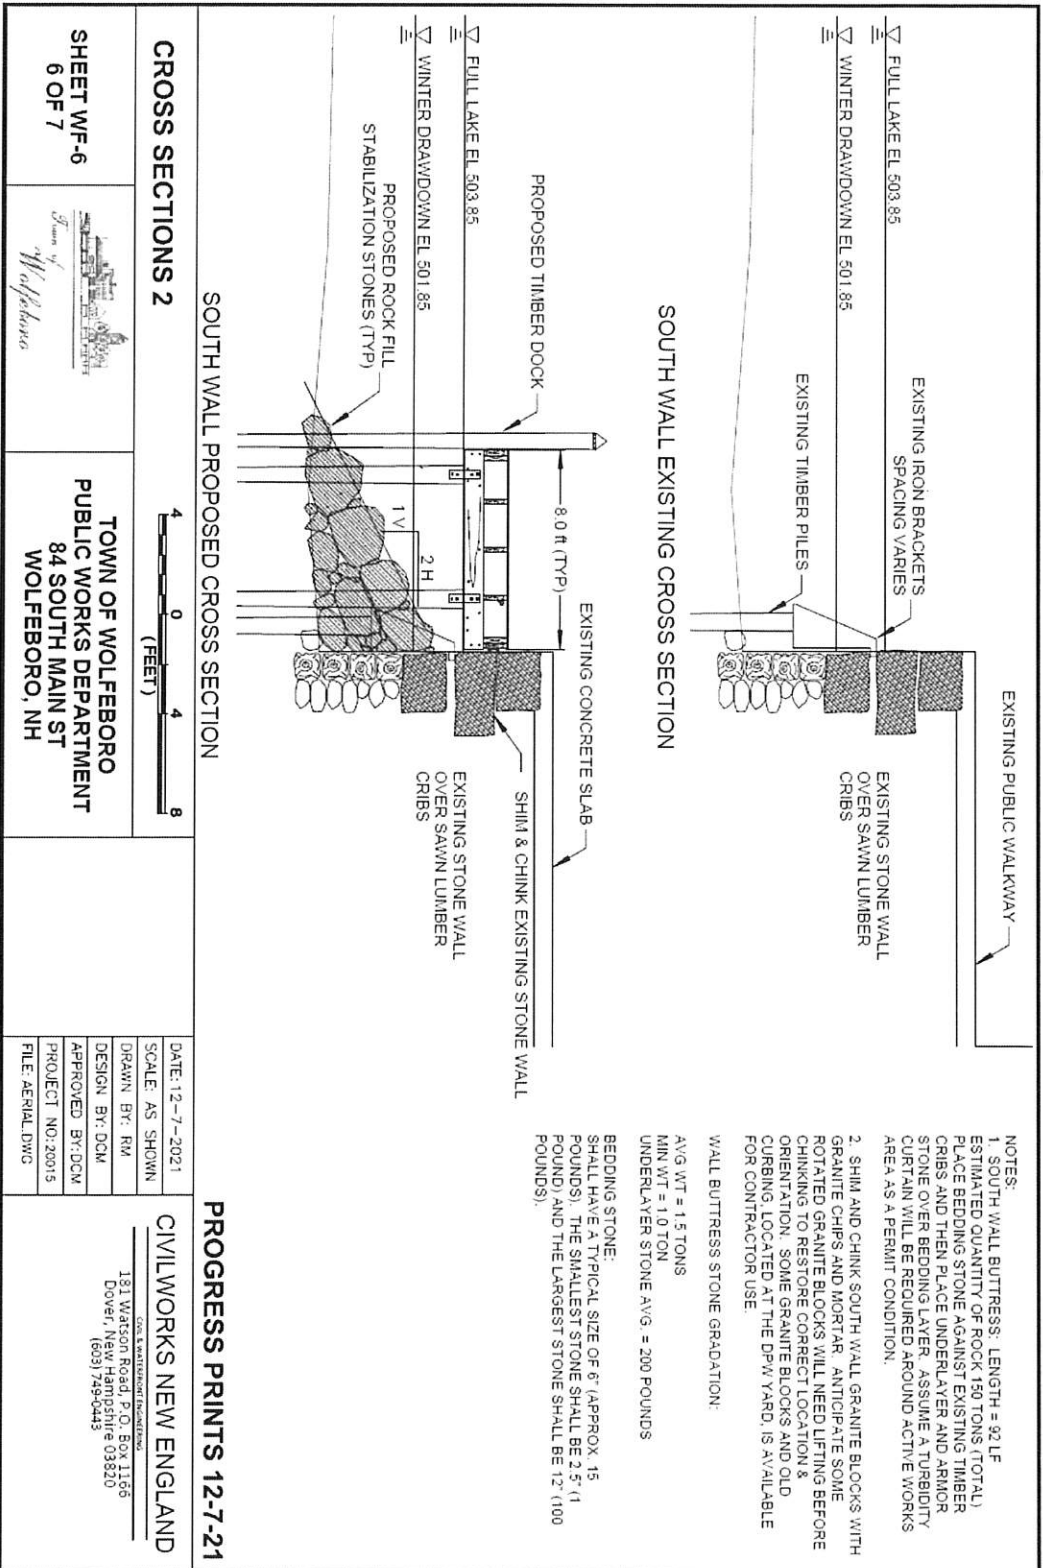 FULL LAKE EL 503.85
WINTER DRAWDOWN EL 501.85
EXISTING IRON BRACKETS
SPACING VARIES
EXISTING TIMBER PILES
EXISTING PUBLIC WALKWAY
EXISTING STONE WALL
OVER SAWN LUMBER
CRIBS
SOUTH WALL EXISTING CROSS SECTION
FULL LAKE EL 503.85
WINTER DRAWDOWN EL 501.85
PROPOSED TIMBER DOCK
PROPOSED ROCK FILL
STABILIZATION STONES (TYP)
8.0 ft (TYP)
1 V
2 H
EXISTING CONCRETE SLAB
SHIM & CHINK EXISTING STONE WALL
EXISTING STONE WALL
OVER SAWN LUMBER
CRIBS
SOUTH WALL PROPOSED CROSS SECTION
NOTES:
1. SOUTH WALL BUTTRESS: LENGTH = 92 LF
ESTIMATED QUANTITY OF ROCK 150 TONS (TOTAL)
PLACE BEDDING STONE AGAINST EXISTING TIMBER
CRIBS AND THEN PLACE UNDERLAYER AND ARMOR
STONE OVER BEDDING LAYER. ASSUME A TURBIDITY
CURTAIN WILL BE REQUIRED AROUND ACTIVE WORKS
AREA AS A PERMIT CONDITION.
2. SHIM AND CHINK SOUTH WALL GRANITE BLOCKS WITH
GRANITE CHIPS AND MORTAR. ANTICIPATE SOME
ROTATED GRANITE BLOCKS WILL NEED LIFTING BEFORE
CHINKING TO RESTORE CORRECT LOCATION &
ORIENTATION. SOME GRANITE BLOCKS AND OLD
CURBING, LOCATED AT THE DPW YARD, IS AVAILABLE
FOR CONTRACTOR USE.
WALL BUTTRESS STONE GRADATION:
AVG WT = 1.5 TONS
MIN WT = 1.0 TON
UNDERLAYER STONE AVG. = 200 POUNDS
BEDDING STONE:
SHALL HAVE A TYPICAL SIZE OF 6" (APPROX. 15
POUNDS). THE SMALLEST STONE SHALL BE 2.5" (1
POUND) AND THE LARGEST STONE SHALL BE 12" (100
POUNDS).
PROGRESS PRINTS 12-7-21
CROSS SECTIONS 2
4 0 4 8
(FEET)
SHEET WF-6
6 OF 7
Town of
Wolfeboro
TOWN OF WOLFEBORO
PUBLIC WORKS DEPARTMENT
84 SOUTH MAIN ST
WOLFEBORO, NH
DATE: 12-7-2021
SCALE: AS SHOWN
DRAWN BY: RM
DESIGN BY: DCM
APPROVED BY: DCM
PROJECT NO: 20015
FILE: AERIAL.DWG
CIVILWORKS NEW ENGLAND
CIVIL & WATERFRONT ENGINEERING
181 Watson Road, P.O. Box 1166
Dover, New Hampshire 03820
(603) 749-0443